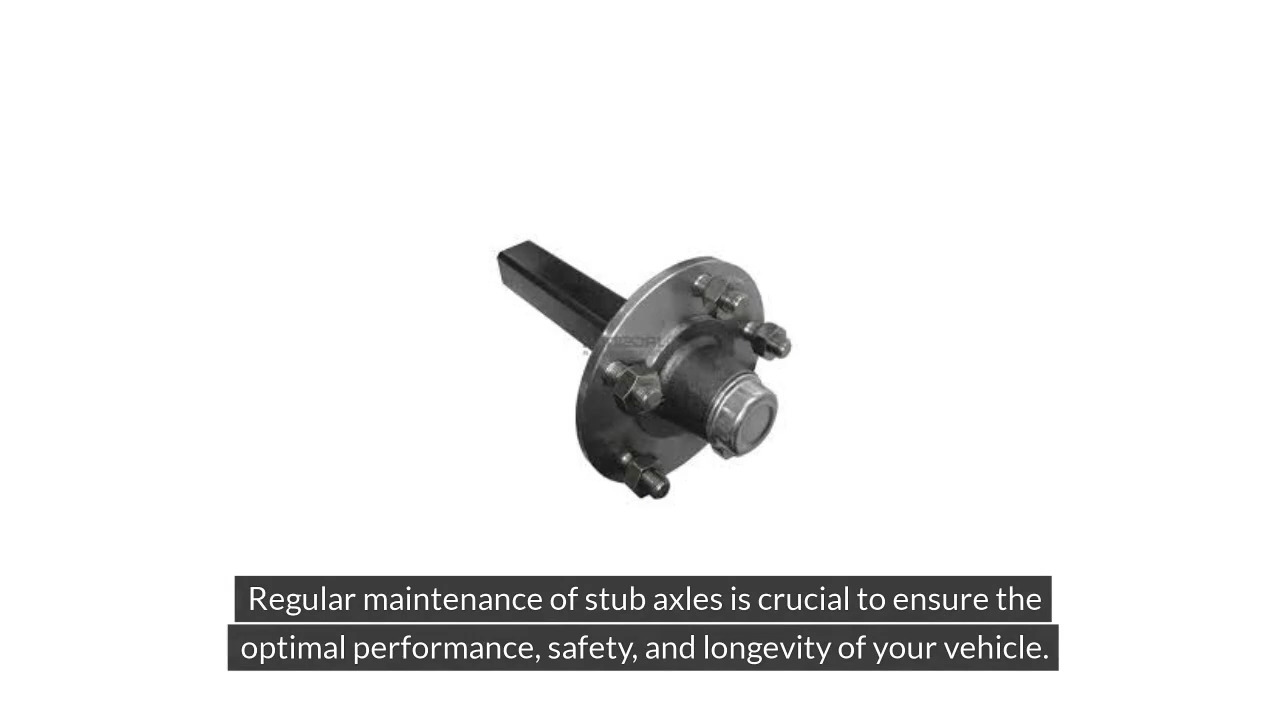 Regular maintenance of stub axles is crucial to ensure the
optimal performance, safety, and longevity of your vehicle.